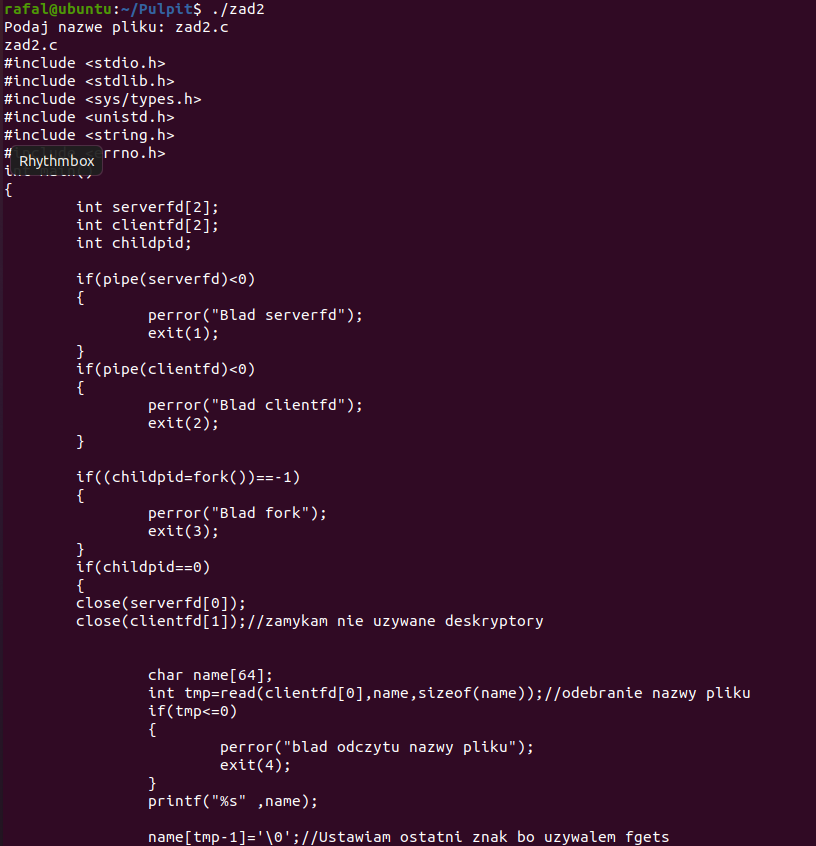 rafal@ubuntu:~/Pulpit$ ./zad2
Podaj nazwe pliku: zad2.c
zad2.c
#include <stdio.h>
#include <stdlib.h>
#include <sys/types.h>
#include <unistd.h>
#include <string.h>
#include <errno.h>
Rhythmbox
int main()
{
        int serverfd[2];
        int clientfd[2];
        int childpid;

        if(pipe(serverfd)<0)
        {
                perror("Blad serverfd");
                exit(1);
        }
        if(pipe(clientfd)<0)
        {
                perror("Blad clientfd");
                exit(2);
        }

        if((childpid=fork())==-1)
        {
                perror("Blad fork");
                exit(3);
        }
        if(childpid==0)
        {
        close(serverfd[0]);
        close(clientfd[1]);//zamykam nie uzywane deskryptory


                char name[64];
                int tmp=read(clientfd[0],name,sizeof(name));//odebranie nazwy pliku
                if(tmp<=0)
                {
                        perror("blad odczytu nazwy pliku");
                        exit(4);
                }
                printf("%s" ,name);

                name[tmp-1]='\0';//Ustawiam ostatni znak bo uzywalem fgets